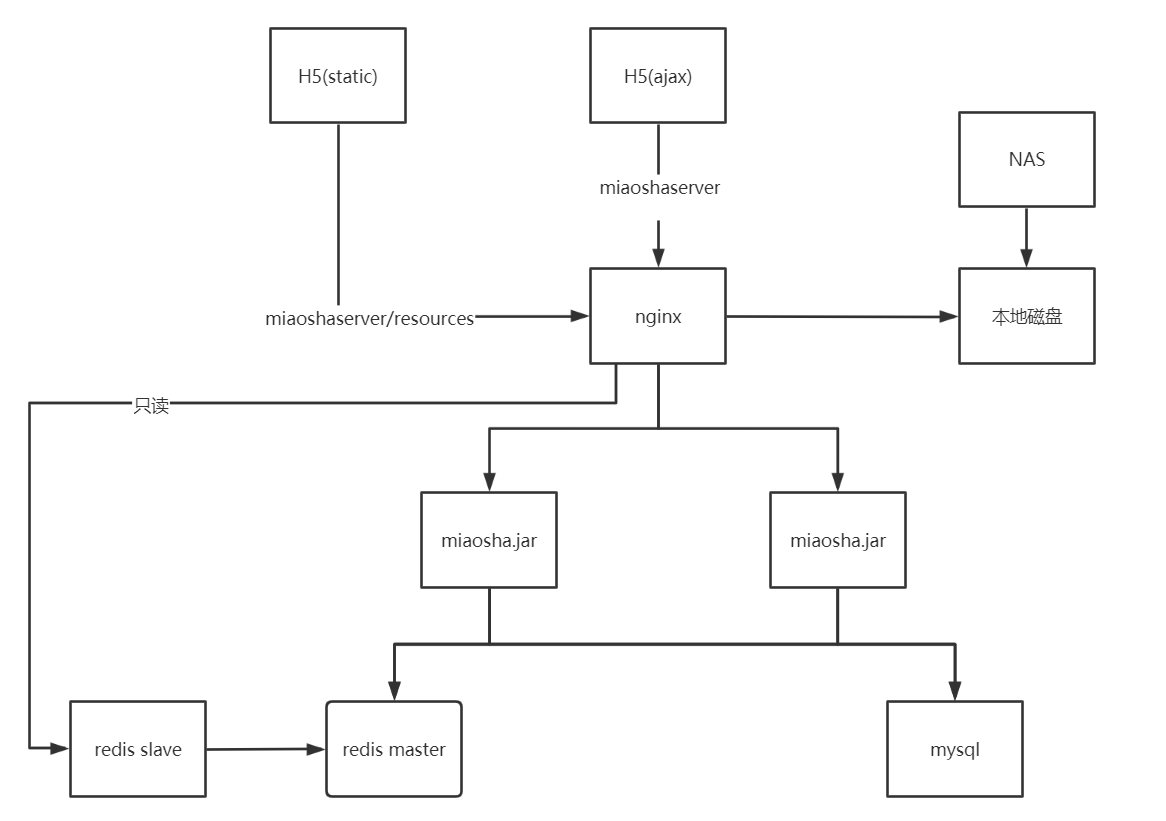 H5(static)
H5(ajax)
NAS
miaoshaserver
miaoshaserver/resources
nginx
本地磁盘
只读
miaosha.jar
miaosha.jar
redis slave
redis master
mysql